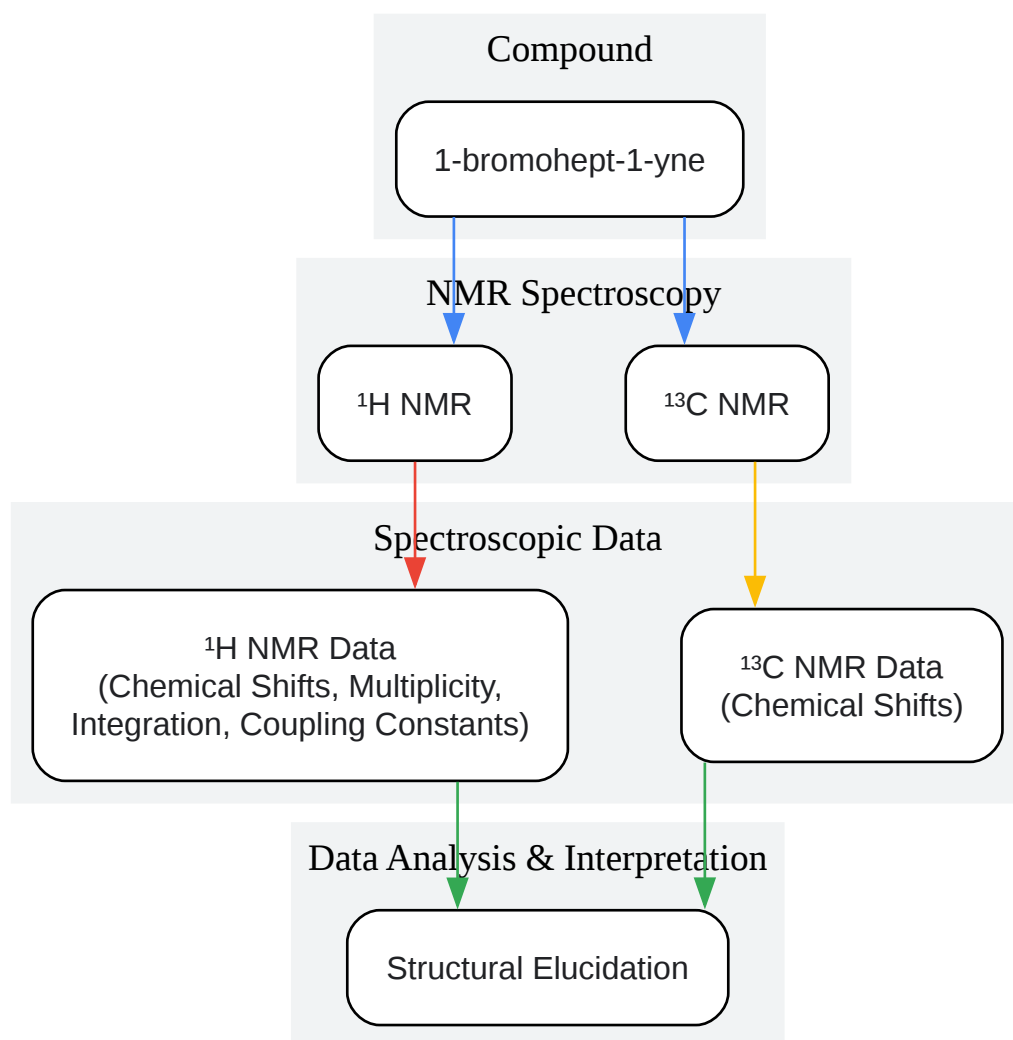 Compound
1-bromohept-1-yne
NMR Spectroscopy
¹H NMR
¹³C NMR
Spectroscopic Data
¹H NMR Data
(Chemical Shifts, Multiplicity,
Integration, Coupling Constants)
¹³C NMR Data
(Chemical Shifts)
Data Analysis & Interpretation
Structural Elucidation